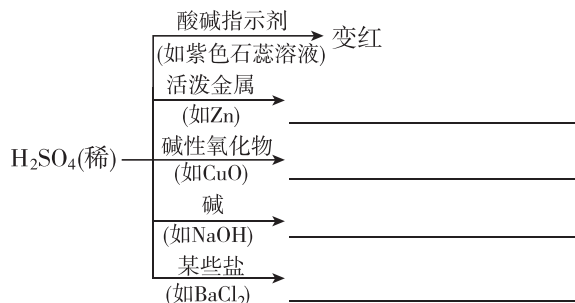 酸碱指示剂
(如紫色石蕊溶液)
变红
活泼金属
(如Zn)
H₂SO₄(稀)
碱性氧化物
(如CuO)
碱
(如NaOH)
某些盐
(如BaCl₂)